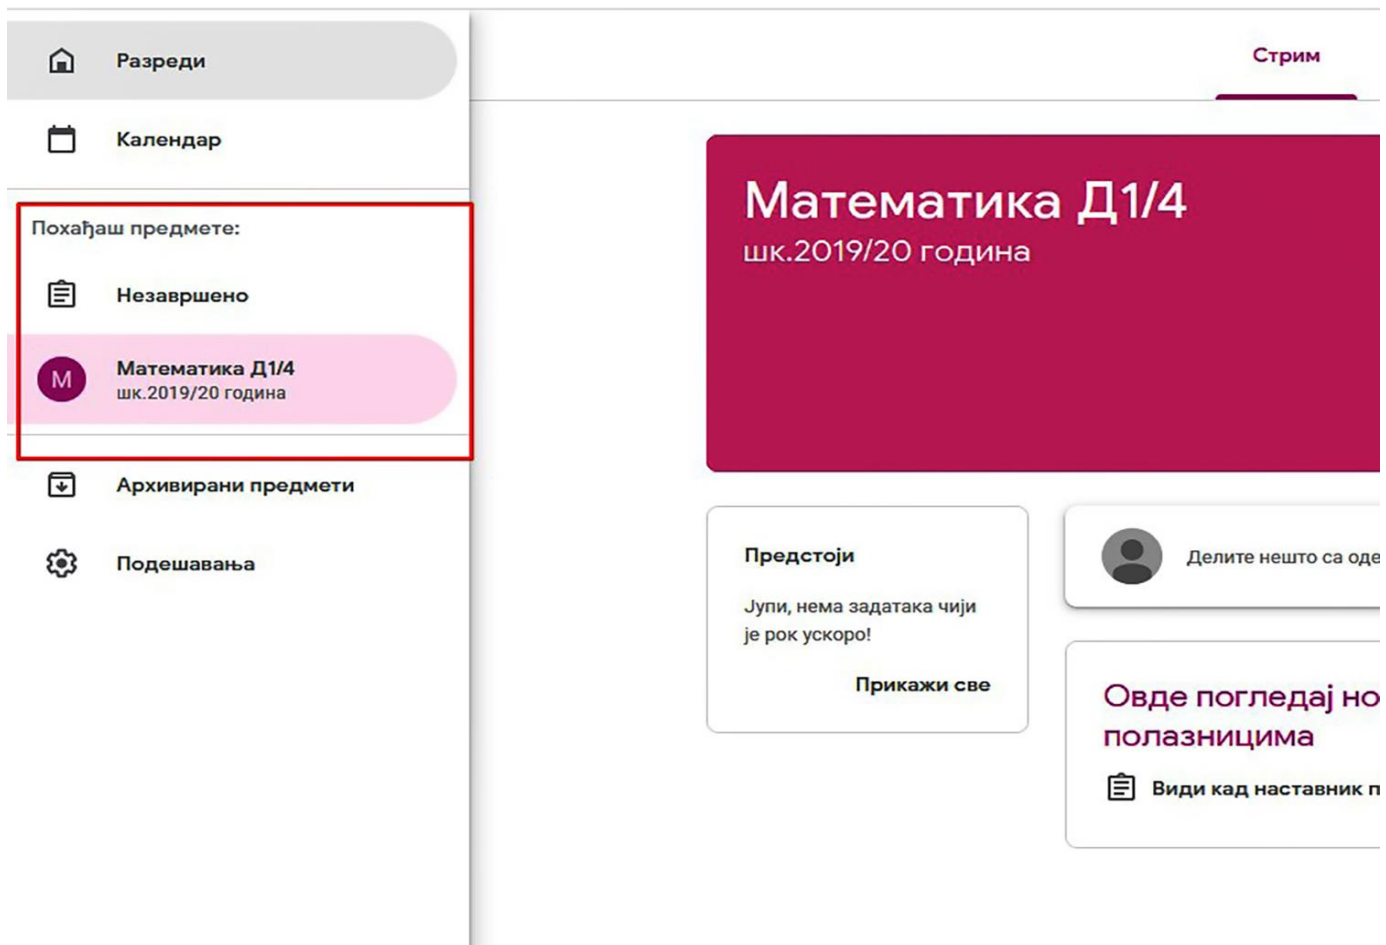 Разреди
Календар
Похађаш предмете:
Незавршено
М
Математика Д1/4
шк.2019/20 година
Архивирани предмети
Подешавања
Стрим
Математика Д1/4
шк.2019/20 година
Предстоји
Јупи, нема задатака чији
је рок ускоро!
Прикажи све
Делите нешто са
Овде погледај
полазницима
Види кад наставник